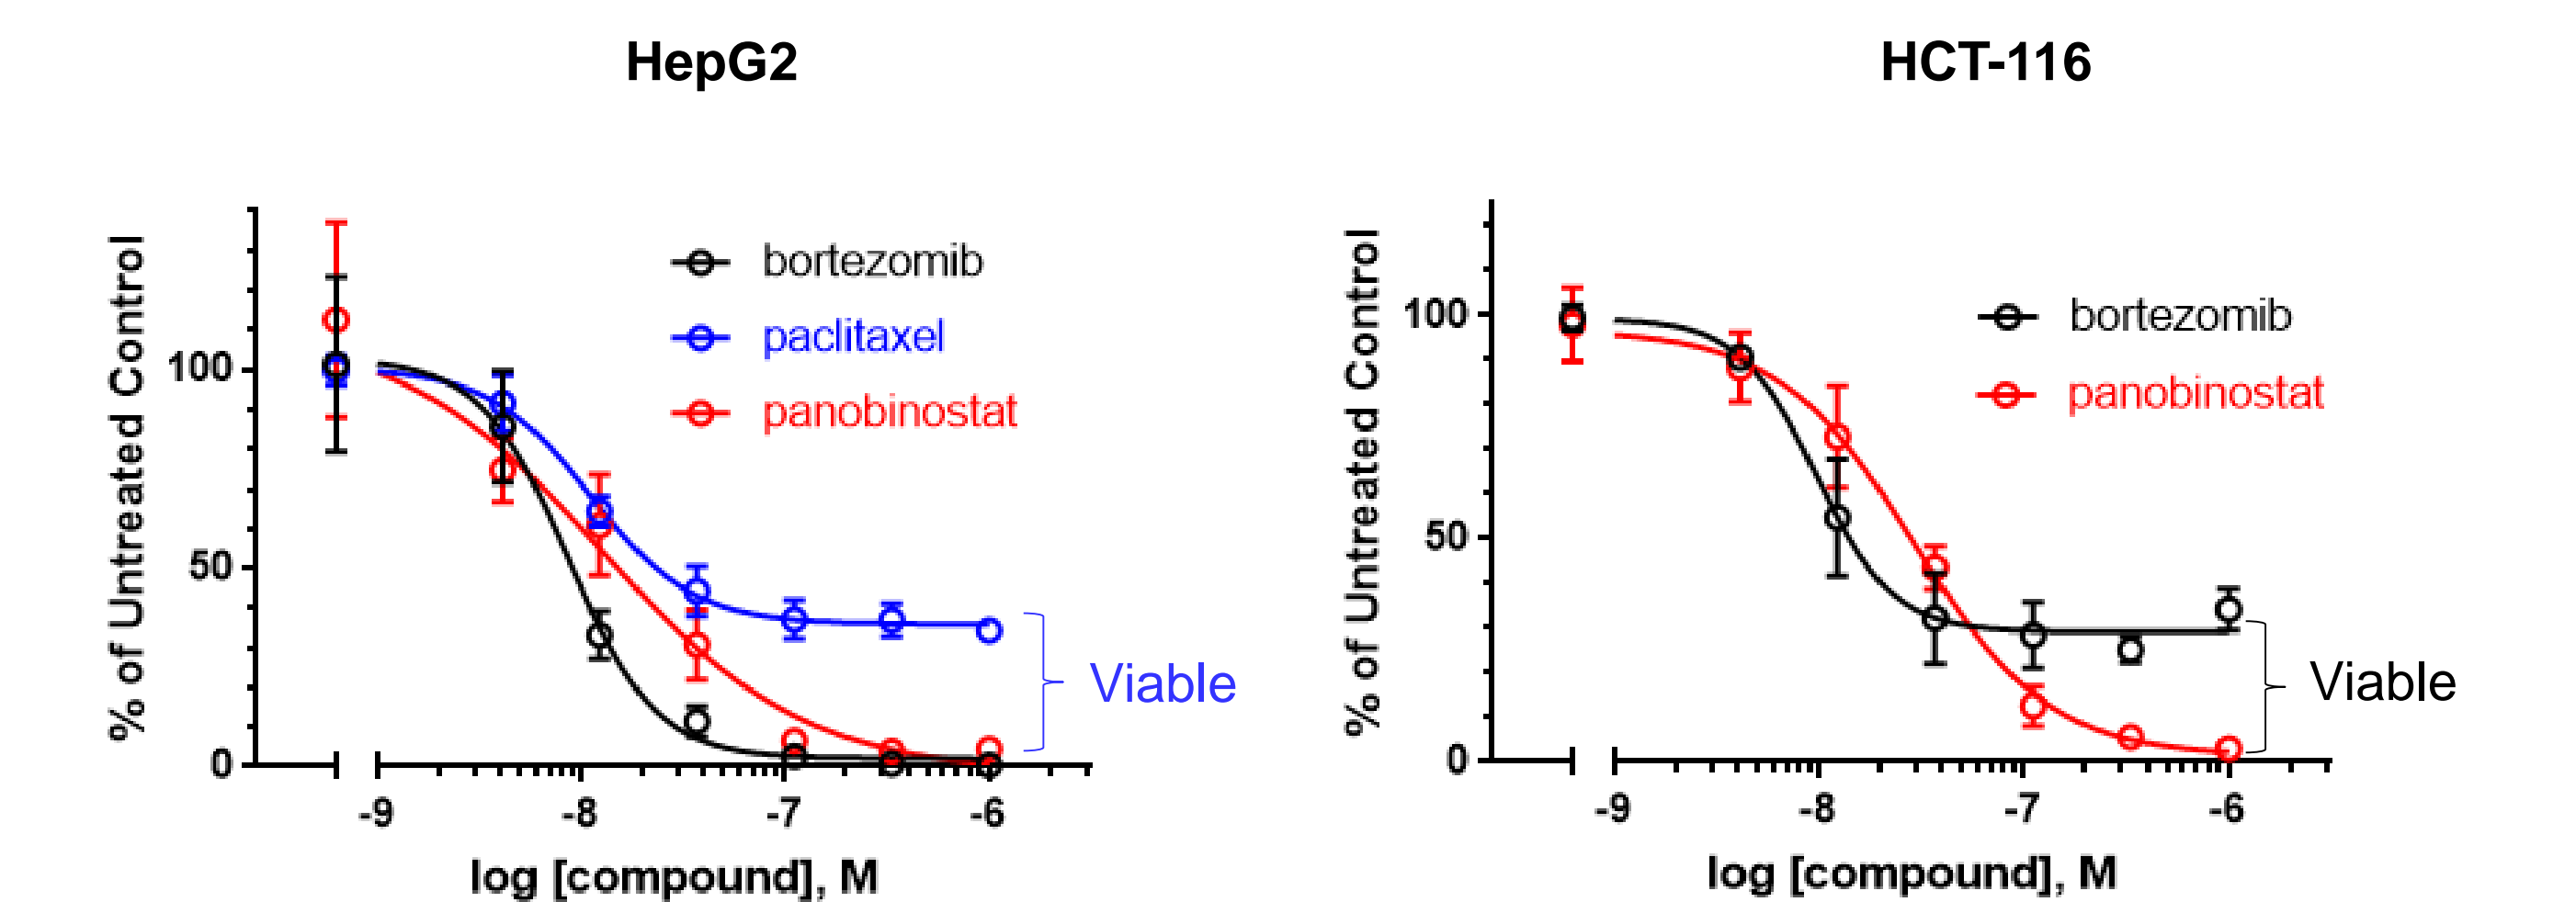 HepG2
% of Untreated Control
100
50
0
bortezomib
paclitaxel
panobinostat
Viable
-9 -8 -7 -6
log [compound], M
HCT-116
% of Untreated Control
100
50
0
bortezomib
panobinostat
Viable
-9 -8 -7 -6
log [compound], M